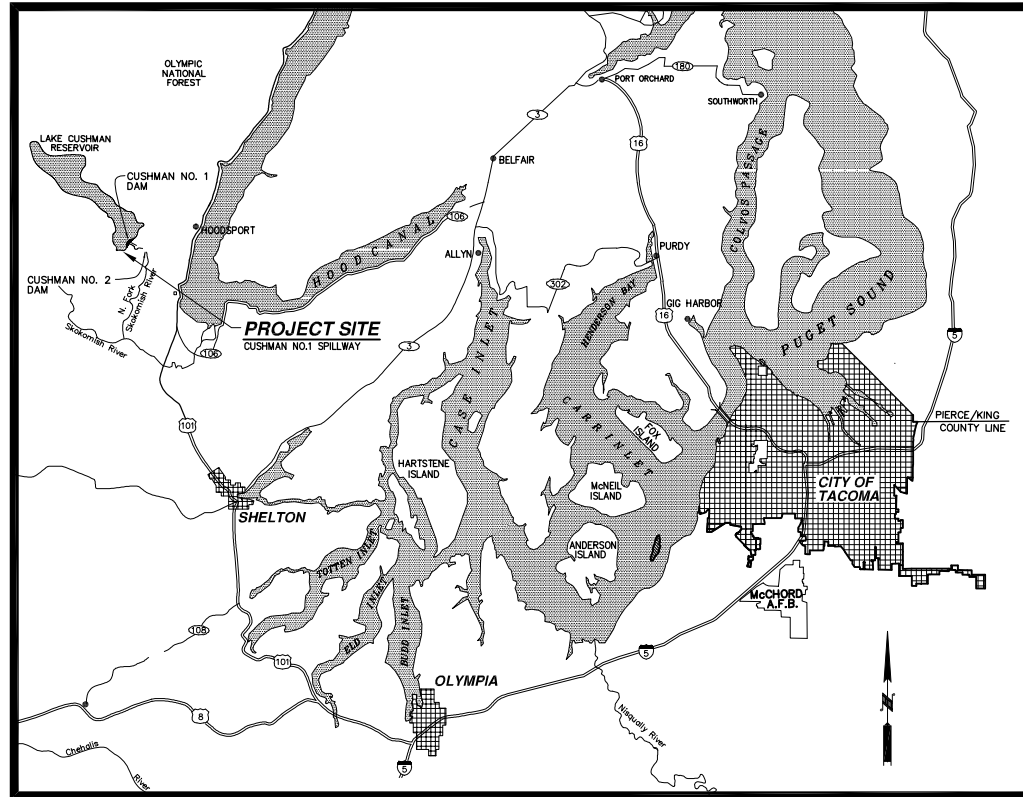 OLYMPIC
NATIONAL
FOREST
180
PORT ORCHARD
SOUTHWORTH
3
16
LAKE CUSHMAN
RESERVOIR
BELFAIR
CUSHMAN NO. 1
DAM
COLVOS PASSAGE
106
HOODSPORT
HOOD CANAL
ALLYN
PURDY
CUSHMAN NO. 2
DAM
N. Fork
Skokomish River
302
HENDERSON BAY
GIG HARBOR
PUGET SOUND
16
Skokomish River
PROJECT SITE
CUSHMAN NO.1 SPILLWAY
106
3
5
CASE INLET
CARR INLET
PIERCE/KING
COUNTY LINE
101
FOX
ISLAND
HARTSTENE
ISLAND
McNEIL
ISLAND
CITY OF
TACOMA
SHELTON
ANDERSON
ISLAND
TOTTEN INLET
ELD INLET
BUDD INLET
McCHORD
A.F.B.
108
101
5
OLYMPIA
N
8
Nisqually River
Chehalis
River
5